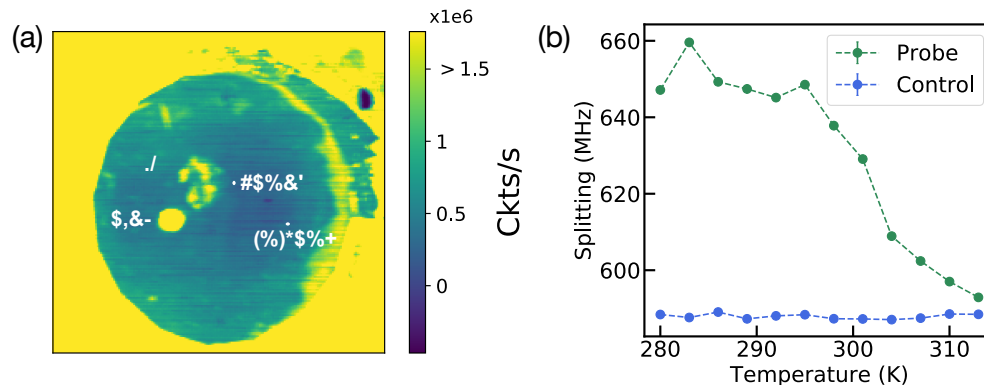 (a)
x1e6
> 1.5
1
0.5
0
Ckts/s
./
#$%&'
$,&-
(%)*$%+
(b)
Probe
Control
Splitting (MHz)
660
640
620
600
280
290
300
310
Temperature (K)